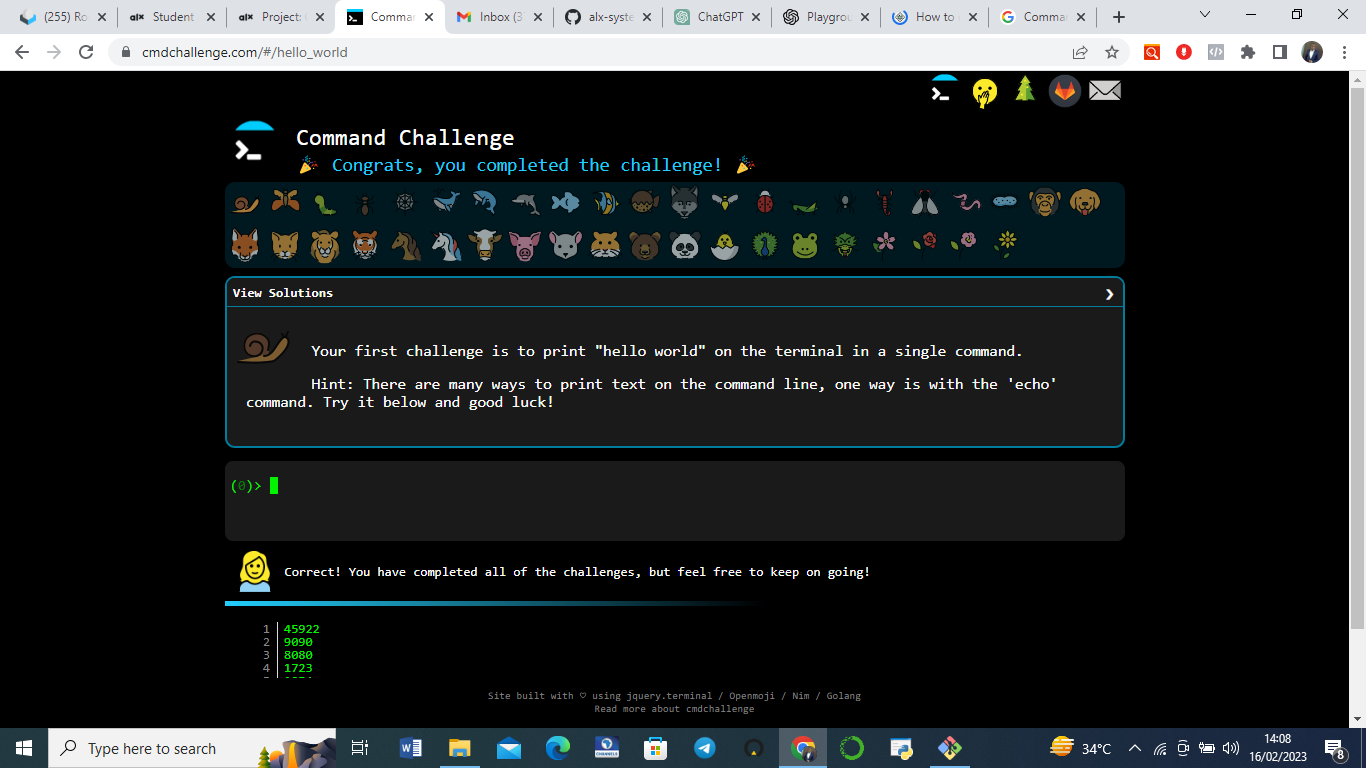 (255) Ro
alx Student
alx Project:
Comma
Inbox (3
alx-syste
ChatGPT
Playgrou
How to
Comma
cmdchallenge.com/#/hello_world
Command Challenge
Congrats, you completed the challenge!
View Solutions
Your first challenge is to print "hello world" on the terminal in a single command.
Hint: There are many ways to print text on the command line, one way is with the 'echo'
command. Try it below and good luck!
(0)>
Correct! You have completed all of the challenges, but feel free to keep on going!
1 45922
2 9090
3 8080
4 1723
Site built with ♡ using jquery.terminal / Openmoji / Nim / Golang
Read more about cmdchallenge
Type here to search
34°C
14:08
16/02/2023
8